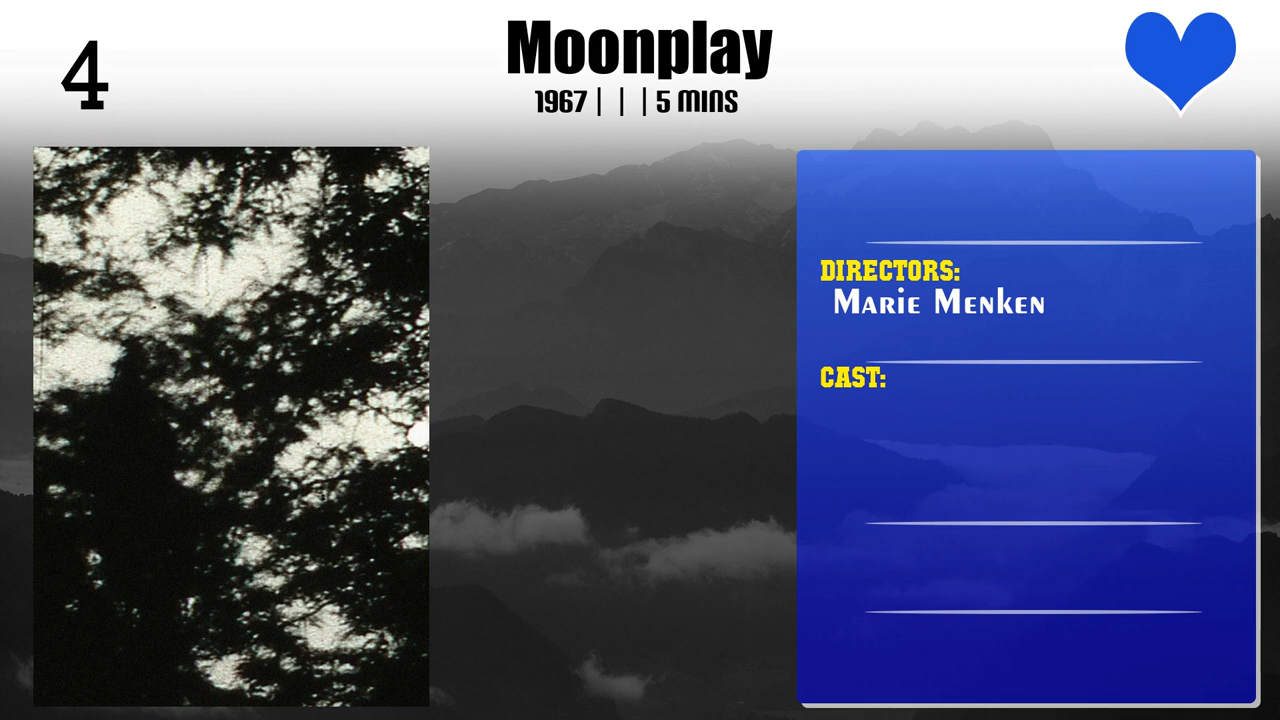 4
Moonplay
1967 | | | 5 MINS
DIRECTORS:
Marie Menken
CAST: